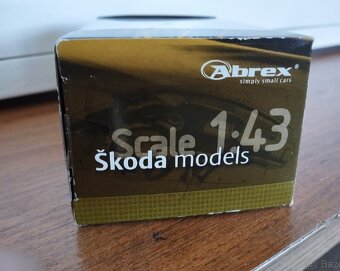 Abrex®
simply small cars
Scale 1:43
Škoda models